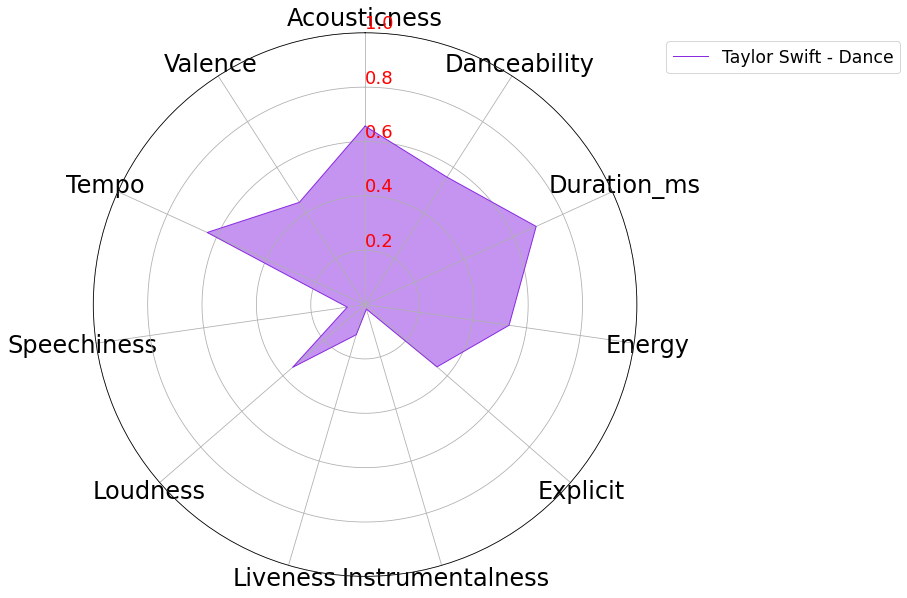 Acousticness
1.0
Danceability
Valence
Taylor Swift - Dance
0.8
0.6
Duration_ms
Tempo
0.4
0.2
Energy
Speechiness
Explicit
Loudness
Instrumentalness
Liveness